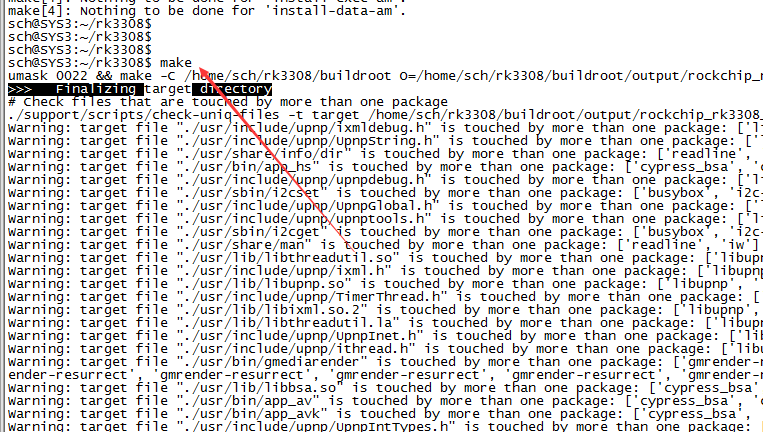 make[4]: Nothing to be done for 'install-exec-am'.
make[4]: Nothing to be done for 'install-data-am'.
sch@SYS3:~/rk3308$
sch@SYS3:~/rk3308$
sch@SYS3:~/rk3308$
sch@SYS3:~/rk3308$ make
umask 0022 && make -C /home/sch/rk3308/buildroot O=/home/sch/rk3308/buildroot/output/rockchip_r
>>>   Finalizing target directory
# Check files that are touched by more than one package
./support/scripts/check-uniq-files -t target /home/sch/rk3308/buildroot/output/rockchip_rk3308_
Warning: target file "./usr/include/upnp/ixmldebug.h" is touched by more than one package: ['li
Warning: target file "./usr/include/upnp/UpnpString.h" is touched by more than one package: ['l
Warning: target file "./usr/share/info/dir" is touched by more than one package: ['readline',
Warning: target file "./usr/bin/app_hs" is touched by more than one package: ['cypress_bsa', 'c
Warning: target file "./usr/include/upnp/upnpdebug.h" is touched by more than one package: ['li
Warning: target file "./usr/sbin/i2cset" is touched by more than one package: ['busybox', 'i2c-
Warning: target file "./usr/include/upnp/UpnpGlobal.h" is touched by more than one package: ['l
Warning: target file "./usr/include/upnp/upnptools.h" is touched by more than one package: ['li
Warning: target file "./usr/sbin/i2cget" is touched by more than one package: ['busybox', 'i2c-
Warning: target file "./usr/share/man" is touched by more than one package: ['readline', 'iw']
Warning: target file "./usr/lib/libthreadutil.so" is touched by more than one package: ['libupn
Warning: target file "./usr/include/upnp/ixml.h" is touched by more than one package: ['libupnp
Warning: target file "./usr/lib/libupnp.so" is touched by more than one package: ['libupnp', '
Warning: target file "./usr/include/upnp/TimerThread.h" is touched by more than one package: ['
Warning: target file "./usr/lib/libixml.so.2" is touched by more than one package: ['libupnp',
Warning: target file "./usr/lib/libthreadutil.la" is touched by more than one package: ['libupn
Warning: target file "./usr/include/upnp/UpnpInet.h" is touched by more than one package: ['lib
Warning: target file "./usr/include/upnp/ithread.h" is touched by more than one package: ['libu
Warning: target file "./usr/bin/gmediarender" is touched by more than one package: ['gmrender-r
ender-resurrect', 'gmrender-resurrect', 'gmrender-resurrect', 'gmrender-resurrect', 'gmrender-r
Warning: target file "./usr/lib/libbsa.so" is touched by more than one package: ['cypress_bsa'
Warning: target file "./usr/bin/app_av" is touched by more than one package: ['cypress_bsa', 'c
Warning: target file "./usr/bin/app_avk" is touched by more than one package: ['cypress_bsa', '
Warning: target file "./usr/include/upnp/UpnpIntTypes.h" is touched by more than one package: